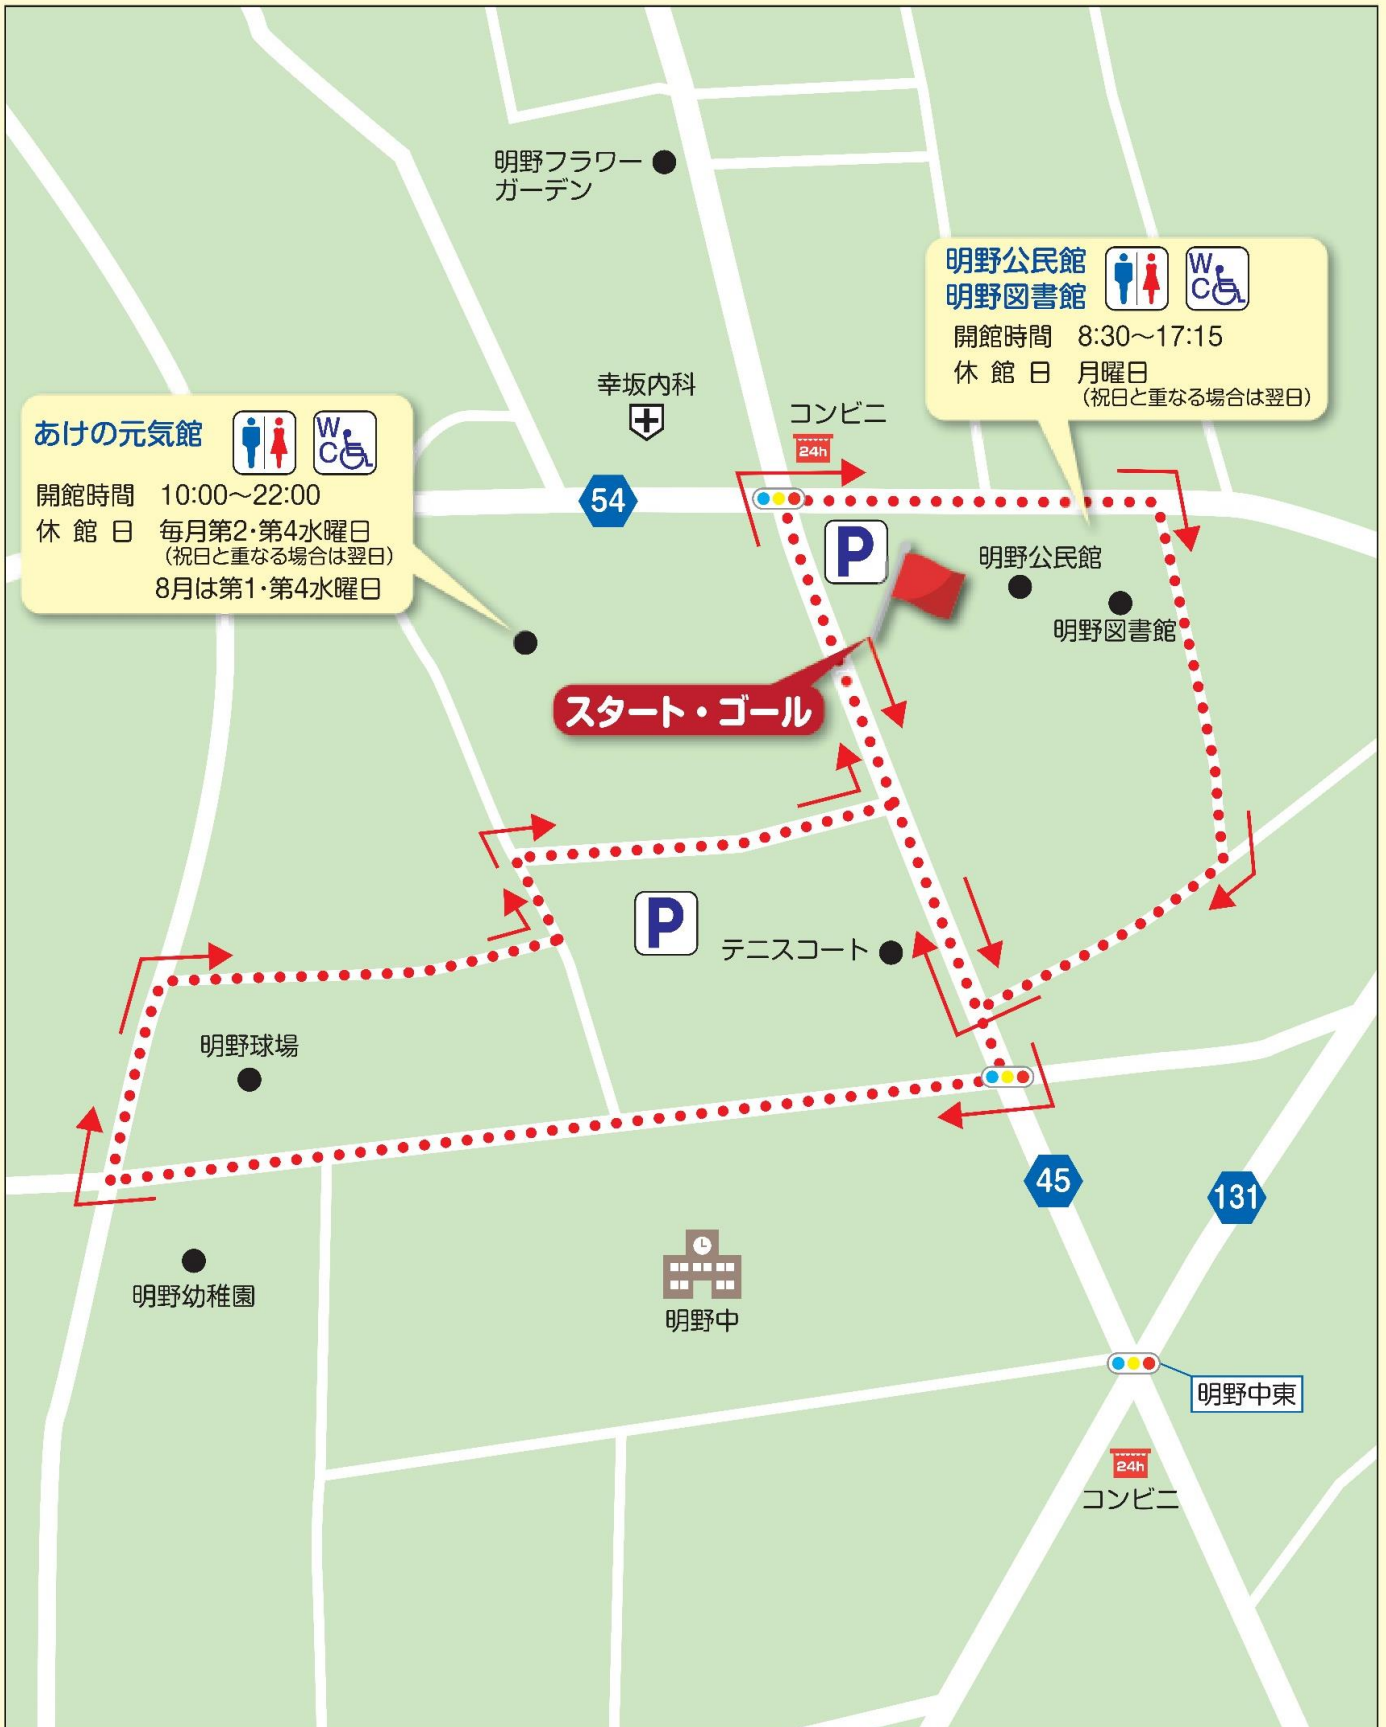 明野フラワー
ガーデン
明野公民館
明野図書館
WC
開館時間 8:30～17:15
休館日 月曜日
(祝日と重なる場合は翌日)
幸坂内科
コンビニ
24h
あけの元気館
WC
開館時間 10:00～22:00
休館日 毎月第2・第4水曜日
(祝日と重なる場合は翌日)
8月は第1・第4水曜日
54
P
明野公民館
明野図書館
スタート・ゴール
P
テニスコート
明野球場
45
131
明野幼稚園
明野中
明野中東
24h
コンビニ